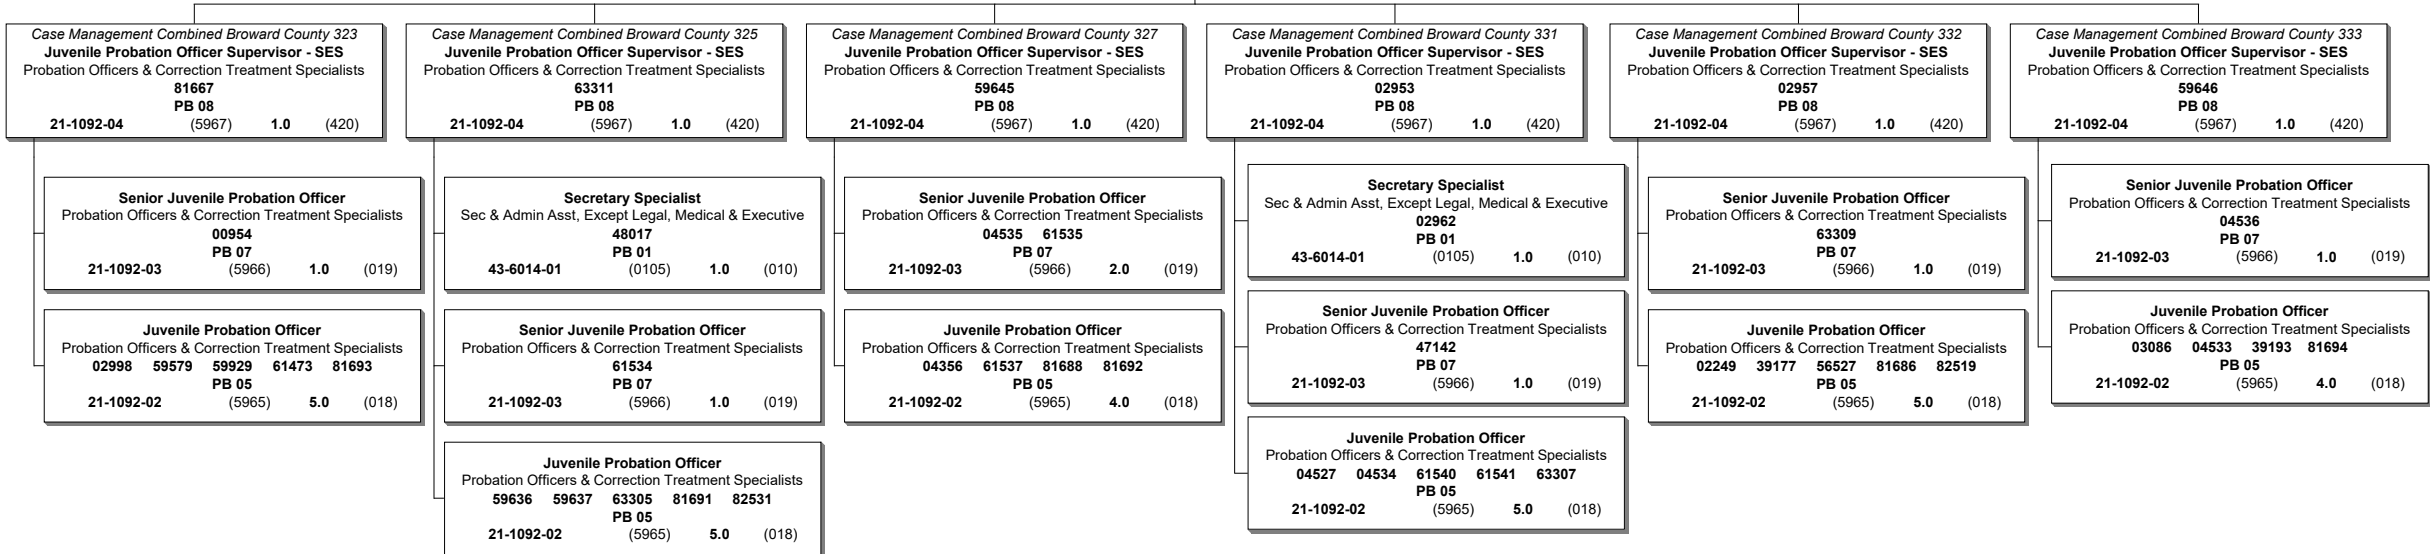 Case Management Combined Broward County 323
Juvenile Probation Officer Supervisor - SES
Probation Officers & Correction Treatment Specialists
81667
PB 08
21-1092-04 (5967) 1.0 (420)
Senior Juvenile Probation Officer
Probation Officers & Correction Treatment Specialists
00954
PB 07
21-1092-03 (5966) 1.0 (019)
Juvenile Probation Officer
Probation Officers & Correction Treatment Specialists
02998 59579 59929 61473 81693
PB 05
21-1092-02 (5965) 5.0 (018)
Case Management Combined Broward County 325
Juvenile Probation Officer Supervisor - SES
Probation Officers & Correction Treatment Specialists
63311
PB 08
21-1092-04 (5967) 1.0 (420)
Secretary Specialist
Sec & Admin Asst, Except Legal, Medical & Executive
48017
PB 01
43-6014-01 (0105) 1.0 (010)
Senior Juvenile Probation Officer
Probation Officers & Correction Treatment Specialists
61534
PB 07
21-1092-03 (5966) 1.0 (019)
Juvenile Probation Officer
Probation Officers & Correction Treatment Specialists
59636 59637 63305 81691 82531
PB 05
21-1092-02 (5965) 5.0 (018)
Case Management Combined Broward County 327
Juvenile Probation Officer Supervisor - SES
Probation Officers & Correction Treatment Specialists
59645
PB 08
21-1092-04 (5967) 1.0 (420)
Senior Juvenile Probation Officer
Probation Officers & Correction Treatment Specialists
04535 61535
PB 07
21-1092-03 (5966) 2.0 (019)
Juvenile Probation Officer
Probation Officers & Correction Treatment Specialists
04356 61537 81688 81692
PB 05
21-1092-02 (5965) 4.0 (018)
Case Management Combined Broward County 331
Juvenile Probation Officer Supervisor - SES
Probation Officers & Correction Treatment Specialists
02953
PB 08
21-1092-04 (5967) 1.0 (420)
Secretary Specialist
Sec & Admin Asst, Except Legal, Medical & Executive
02962
PB 01
43-6014-01 (0105) 1.0 (010)
Senior Juvenile Probation Officer
Probation Officers & Correction Treatment Specialists
47142
PB 07
21-1092-03 (5966) 1.0 (019)
Juvenile Probation Officer
Probation Officers & Correction Treatment Specialists
04527 04534 61540 61541 63307
PB 05
21-1092-02 (5965) 5.0 (018)
Case Management Combined Broward County 332
Juvenile Probation Officer Supervisor - SES
Probation Officers & Correction Treatment Specialists
02957
PB 08
21-1092-04 (5967) 1.0 (420)
Senior Juvenile Probation Officer
Probation Officers & Correction Treatment Specialists
63309
PB 07
21-1092-03 (5966) 1.0 (019)
Juvenile Probation Officer
Probation Officers & Correction Treatment Specialists
02249 39177 56527 81686 82519
PB 05
21-1092-02 (5965) 5.0 (018)
Case Management Combined Broward County 333
Juvenile Probation Officer Supervisor - SES
Probation Officers & Correction Treatment Specialists
59646
PB 08
21-1092-04 (5967) 1.0 (420)
Senior Juvenile Probation Officer
Probation Officers & Correction Treatment Specialists
04536
PB 07
21-1092-03 (5966) 1.0 (019)
Juvenile Probation Officer
Probation Officers & Correction Treatment Specialists
03086 04533 39193 81694
PB 05
21-1092-02 (5965) 4.0 (018)